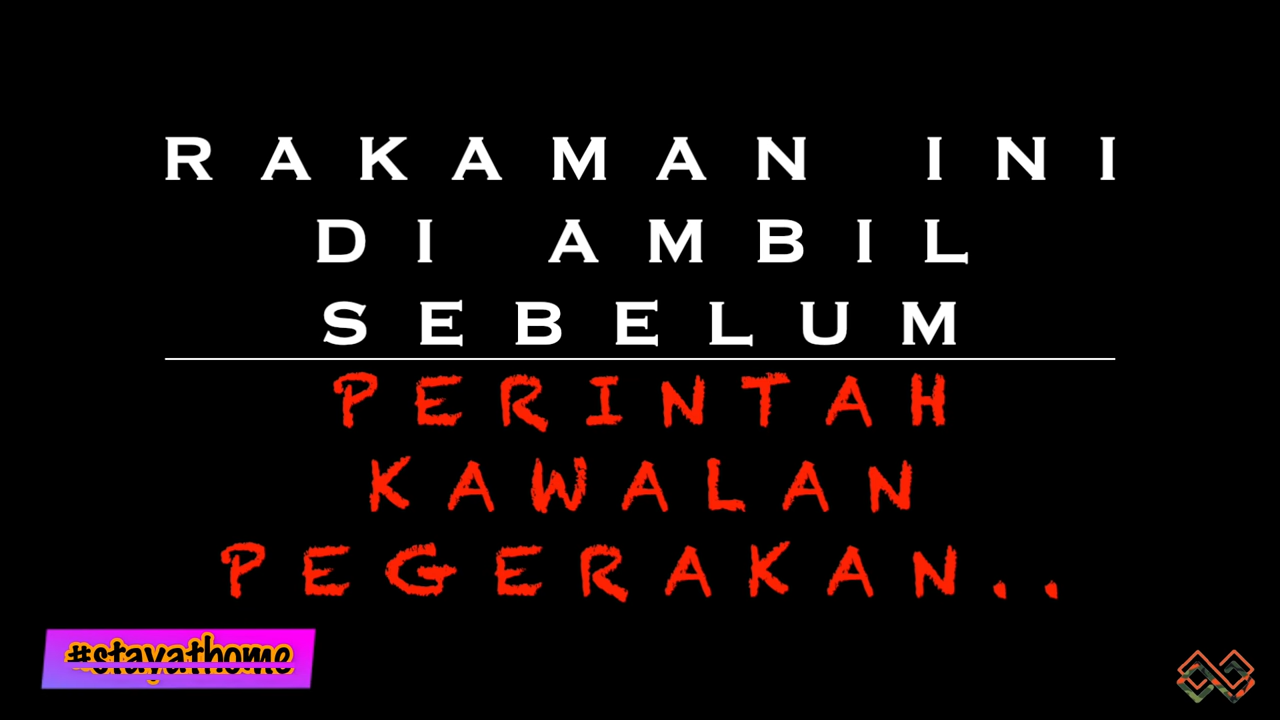 RAKAMAN INI
DI AMBIL
SEBELUM
PERINTAH
KAWALAN
PEGERAKAN..
#stayathome